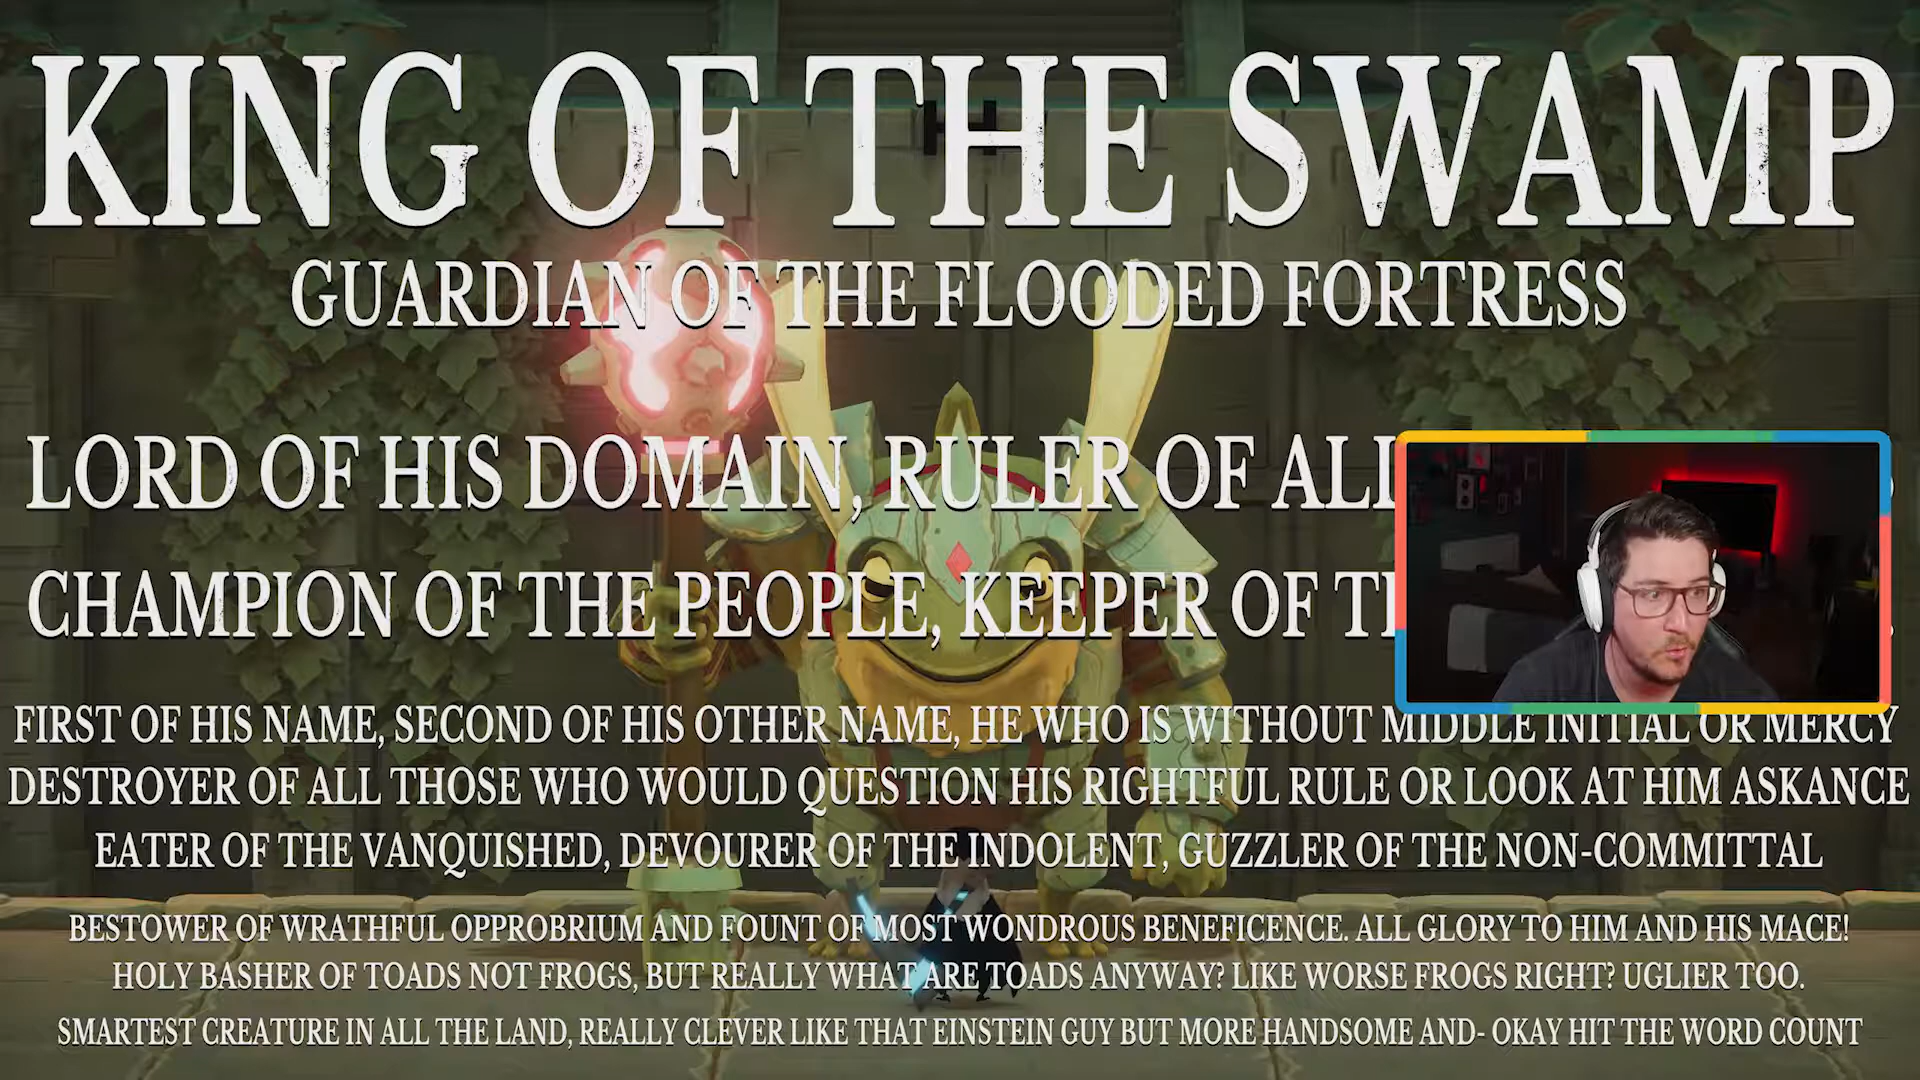 KING OF THE SWAMP
GUARDIAN OF THE FLOODED FORTRESS
LORD OF HIS DOMAIN, RULER OF ALL
CHAMPION OF THE PEOPLE, KEEPER OF
FIRST OF HIS NAME, SECOND OF HIS OTHER NAME, HE WHO IS WITHOUT MIDDLE INITIAL OR MERCY
DESTROYER OF ALL THOSE WHO WOULD QUESTION HIS RIGHTFUL RULE OR LOOK AT HIM ASKANCE
EATER OF THE VANQUISHED, DEVOURER OF THE INDOLENT, GUZZLER OF THE NON-COMMITTAL
BESTOWER OF WRATHFUL OPPROBRIUM AND FOUNT OF MOST WONDROUS BENEFICENCE. ALL GLORY TO HIM AND HIS MACE!
HOLY BASHER OF TOADS NOT FROGS, BUT REALLY WHAT ARE TOADS ANYWAY? LIKE WORSE FROGS RIGHT? UGLIER TOO.
SMARTEST CREATURE IN ALL THE LAND, REALLY CLEVER LIKE THAT EINSTEIN GUY BUT MORE HANDSOME AND- OKAY HIT THE WORD COUNT